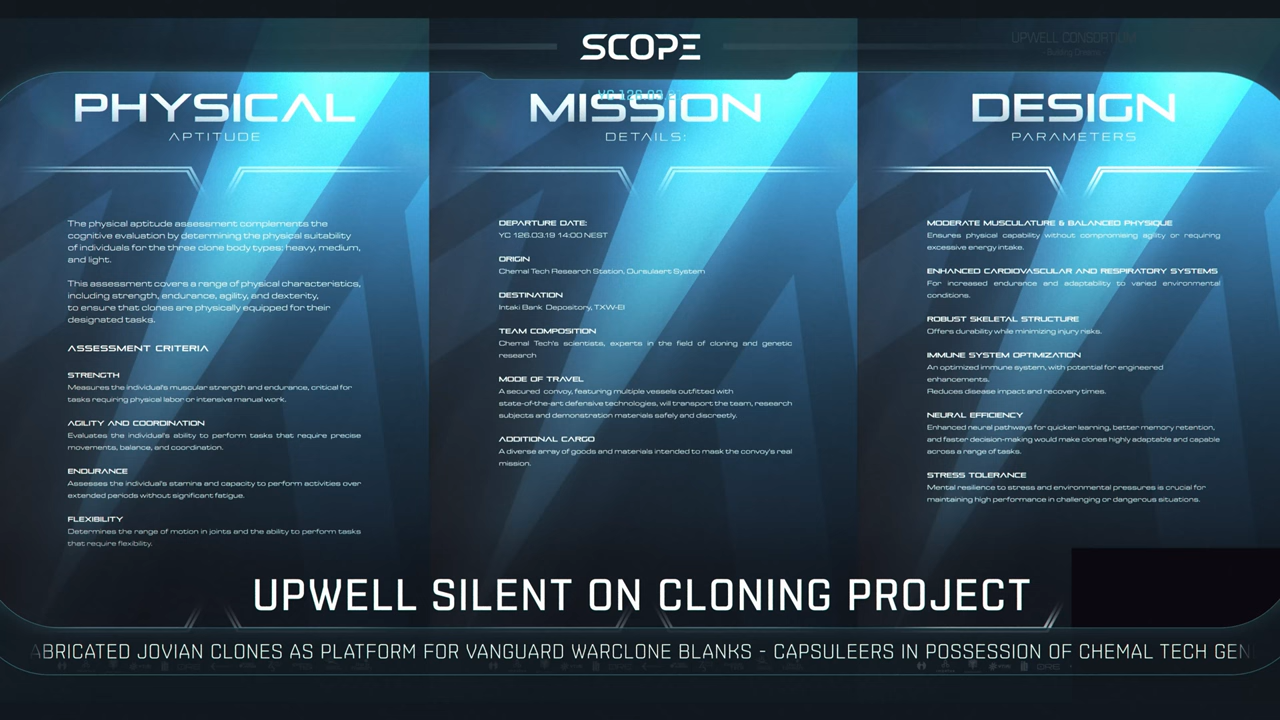 SCOPE
UPWELL CONSORTIUM
Building Dreams
PHYSICAL
APTITUDE
The physical aptitude assessment complements the
cognitive evaluation by determining the physical suitability
of individuals for the three clone body types; heavy, medium,
and light.
This assessment covers a range of physical characteristics,
including strength, endurance, agility, and dexterity,
to ensure that clones are physically equipped for their
designated tasks.
ASSESSMENT CRITERIA
STRENGTH
Measures the individual's muscular strength and endurance, critical for
tasks requiring physical labor or intensive manual work.
AGILITY AND COORDINATION
Evaluates the individual's ability to perform tasks that require precise
movements, balance, and coordination.
ENDURANCE
Assesses the individual's stamina and capacity to perform activities over
extended periods without significant fatigue.
FLEXIBILITY
Determines the range of motion in joints and the ability to perform tasks
that require flexibility.
MISSION
DETAILS:
DEPARTURE DATE:
YC 126.03.19 14:00 NEST
ORIGIN
Chemal Tech Research Station, Oursulaert System
DESTINATION
Intaki Bank Depository, TXW-EI
TEAM COMPOSITION
Chemal Tech's scientists, experts in the field of cloning and genetic
research
MODE OF TRAVEL
A secured convoy, featuring multiple vessels outfitted with
state-of-the-art defensive technologies, will transport the team, research
subjects and demonstration materials safely and discreetly.
ADDITIONAL CARGO
A diverse array of goods and materials intended to mask the convoy's real
mission.
DESIGN
PARAMETERS
MODERATE MUSCULATURE & BALANCED PHYSIQUE
Ensures physical capability without compromising agility or requiring
excessive energy intake.
ENHANCED CARDIOVASCULAR AND RESPIRATORY SYSTEMS
For increased endurance and adaptability to varied environmental
conditions.
ROBUST SKELETAL STRUCTURE
Offers durability while minimizing injury risks.
IMMUNE SYSTEM OPTIMIZATION
An optimized immune system, with potential for engineered
enhancements.
Reduces disease impact and recovery times.
NEURAL EFFICIENCY
Enhanced neural pathways for quicker learning, better memory retention,
and faster decision-making would make clones highly adaptable and capable
across a range of tasks.
STRESS TOLERANCE
Mental resilience to stress and environmental pressures is crucial for
maintaining high performance in challenging or dangerous situations.
UPWELL SILENT ON CLONING PROJECT
ABRICATED JOVIAN CLONES AS PLATFORM FOR VANGUARD WARCLONE BLANKS - CAPSULEERS IN POSSESSION OF CHEMAL TECH GEN